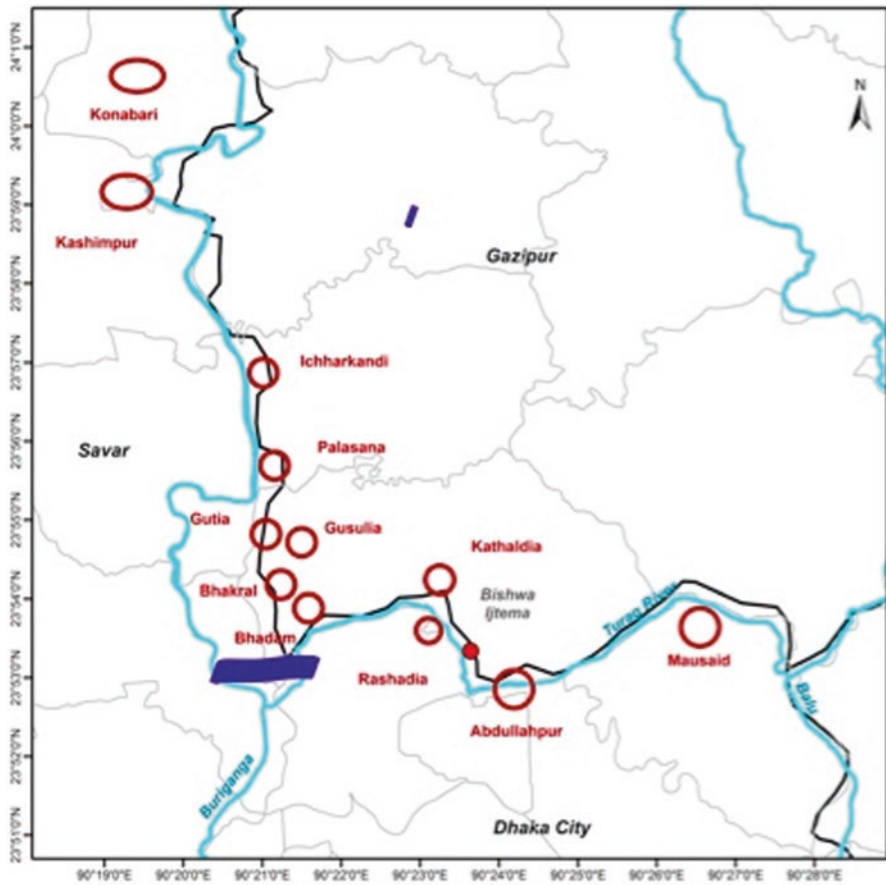 N
Konabari
Kashimpur
Gazipur
Ichharkandi
Savar
Palasana
Gutia
Gusulia
Kathaldia
Bhakral
Bishwa
Ijtema
Turag River
Bhadam
Mausaid
Rashadia
Balu
Abdullahpur
Buriganga
Dhaka City
24°1'0"N
24°0'0"N
23°59'0"N
23°58'0"N
23°57'0"N
23°56'0"N
23°55'0"N
23°54'0"N
23°53'0"N
23°52'0"N
23°51'0"N
90°19'0"E
90°20'0"E
90°21'0"E
90°22'0"E
90°23'0"E
90°24'0"E
90°25'0"E
90°26'0"E
90°27'0"E
90°28'0"E